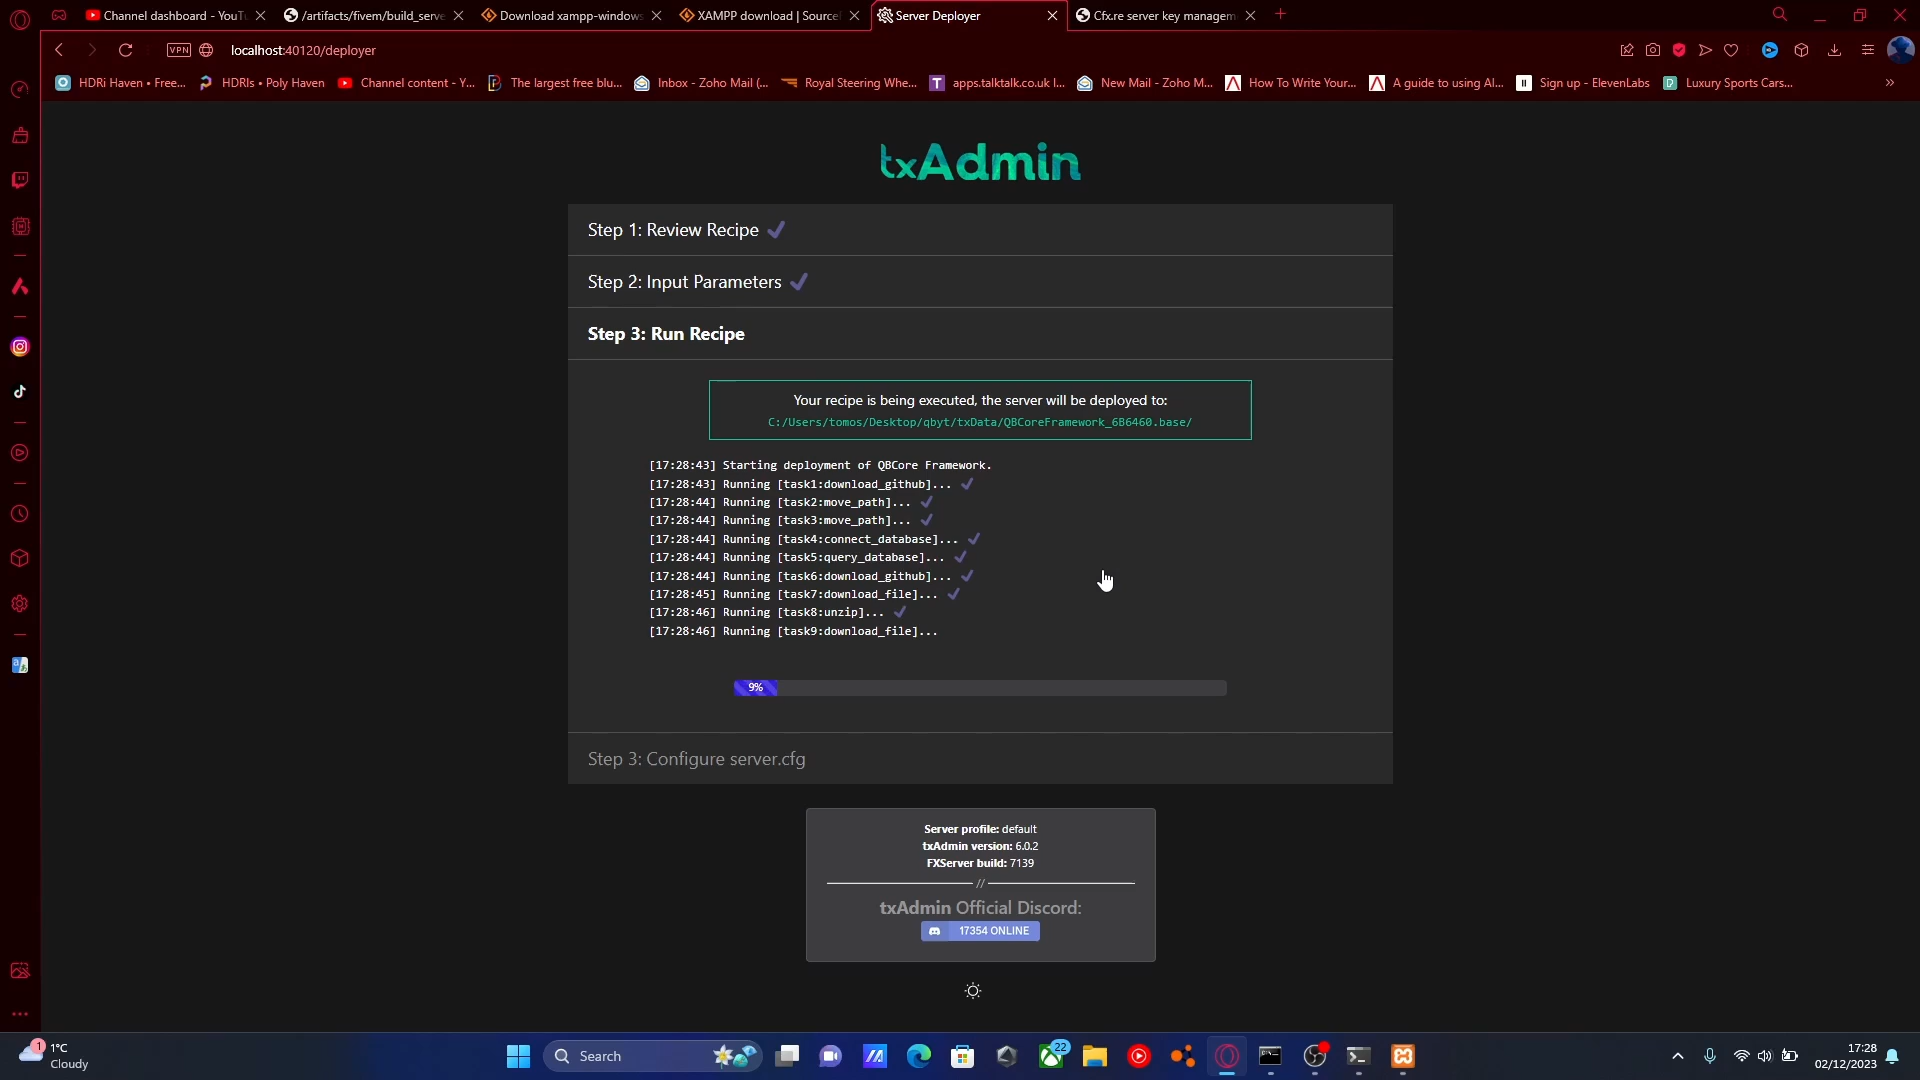 Channel dashboard - YouT
/artifacts/fivem/build_serve
Download xampp-windows
XAMPP download | Source
Server Deployer
Cfx.re server key managem
VPN
localhost:40120/deployer
HDRi Haven • Free...
HDRIs • Poly Haven
Channel content - Y...
The largest free blu...
Inbox - Zoho Mail (...
Royal Steering Whe...
apps.talktalk.co.uk l...
New Mail - Zoho M...
How To Write Your...
A guide to using Al...
Sign up - ElevenLabs
Luxury Sports Cars...
txAdmin
Step 1: Review Recipe
Step 2: Input Parameters
Step 3: Run Recipe
Your recipe is being executed, the server will be deployed to:
C:/Users/tomos/Desktop/qbyt/txData/QBCoreFramework_6B6460.base/
[17:28:43] Starting deployment of QBCore Framework.
[17:28:43] Running [task1:download_github]... ✔
[17:28:44] Running [task2:move_path]... ✔
[17:28:44] Running [task3:move_path]... ✔
[17:28:44] Running [task4:connect_database]... ✔
[17:28:44] Running [task5:query_database]... ✔
[17:28:44] Running [task6:download_github]... ✔
[17:28:45] Running [task7:download_file]... ✔
[17:28:46] Running [task8:unzip]... ✔
[17:28:46] Running [task9:download_file]...
9%
Step 3: Configure server.cfg
Server profile: default
txAdmin version: 6.0.2
FXServer build: 7139
//
txAdmin Official Discord:
17354 ONLINE
1
1°C
Cloudy
Search
22
17:28
02/12/2023